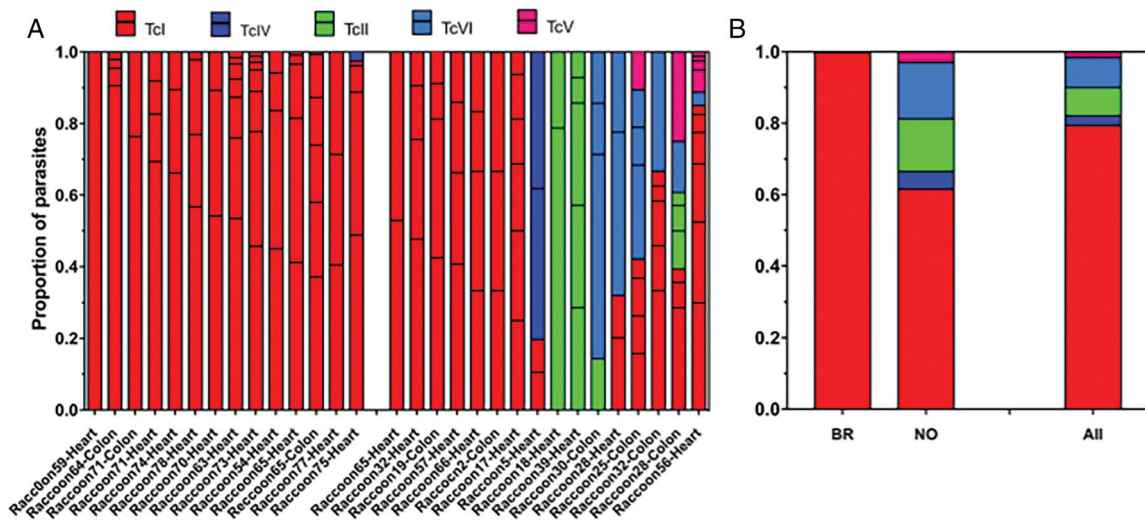 A
TcI
TcIV
TcII
TcVI
TcV
B
Proportion of parasites
1.0
0.8
0.6
0.4
0.2
0.0
Racc0on59-Heart
Raccoon64-Colon
Raccoon71-Colon
Raccoon71-Heart
Raccoon74-Heart
Raccoon78-Heart
Raccoon70-Heart
Raccoon63-Heart
Raccoon73-Heart
Raccoon54-Heart
Raccoon65-Heart
Reccoon65-Colon
Raccoon77-Heart
Raccoon75-Heart
Raccoon65-Heart
Raccoon32-Heart
Raccoon19-Colon
Raccoon57-Heart
Raccoon66-Heart
Raccoon2-Colon
Raccoon17-Heart
Raccoon5-Heart
Raccoon18-Heart
Raccoon39-Heart
Raccoon30-Colon
Raccoon28-Heart
Raccoon25-Colon
Raccoon32-Colon
Raccoon28-Colon
Raccoon56-Heart
1.0
0.8
0.6
0.4
0.2
0.0
BR
NO
All